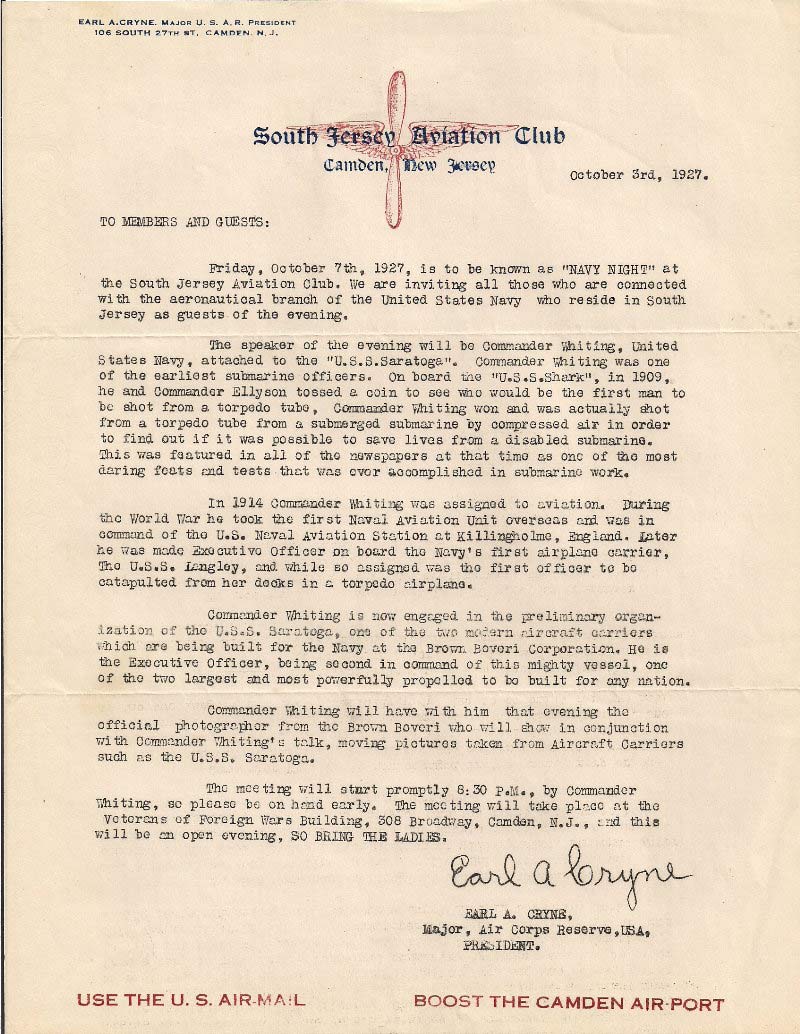 EARL A.CRYNE. MAJOR U. S. A. R. PRESIDENT
106 SOUTH 27TH ST. CAMDEN. N. J.
South Jersey Aviation Club
Camden, New Jersey
October 3rd, 1927.
TO MEMBERS AND GUESTS:
Friday, October 7th, 1927, is to be known as "NAVY NIGHT" at
the South Jersey Aviation Club. We are inviting all those who are connected
with the aeronautical branch of the United States Navy who reside in South
Jersey as guests of the evening.
The speaker of the evening will be Commander Whiting, United
States Navy, attached to the "U.S.S.Saratoga". Commander Whiting was one
of the earliest submarine officers. On board the "U.S.S.Shark", in 1909,
he and Commander Ellyson tossed a coin to see who would be the first man to
be shot from a torpedo tube, Commander Whiting won and was actually shot
from a torpedo tube from a submerged submarine by compressed air in order
to find out if it was possible to save lives from a disabled submarine.
This was featured in all of the newspapers at that time as one of the most
daring feats and tests that was ever accomplished in submarine work.
In 1914 Commander Whiting was assigned to aviation. During
the World War he took the first Naval Aviation Unit overseas and was in
command of the U.S. Naval Aviation Station at Killingholme, England. Later
he was made Executive Officer on board the Navy's first airplane carrier,
The U.S.S. Langley, and while so assigned was the first officer to be
catapulted from her decks in a torpedo airplane.
Commander Whiting is now engaged in the preliminary organ-
ization of the U.S.S. Saratoga, one of the two modern aircraft carriers
which are being built for the Navy at the Brown Boveri Corporation. He is
the Executive Officer, being second in command of this mighty vessel, one
of the two largest and most powerfully propelled to be built for any nation.
Commander Whiting will have with him that evening the
official photographer from the Brown Boveri who will show in conjunction
with Commander Whiting's talk, moving pictures taken from Aircraft Carriers
such as the U.S.S. Saratoga.
The meeting will start promptly 8:30 P.M., by Commander
Whiting, so please be on hand early. The meeting will take place at the
Veterans of Foreign Wars Building, 308 Broadway, Camden, N.J., and this
will be an open evening, SO BRING THE LADIES.
Earl A Cryne
EARL A. CRYNE,
Major, Air Corps Reserve,USA,
PRESIDENT.
USE THE U. S. AIR-MAIL
BOOST THE CAMDEN AIR-PORT